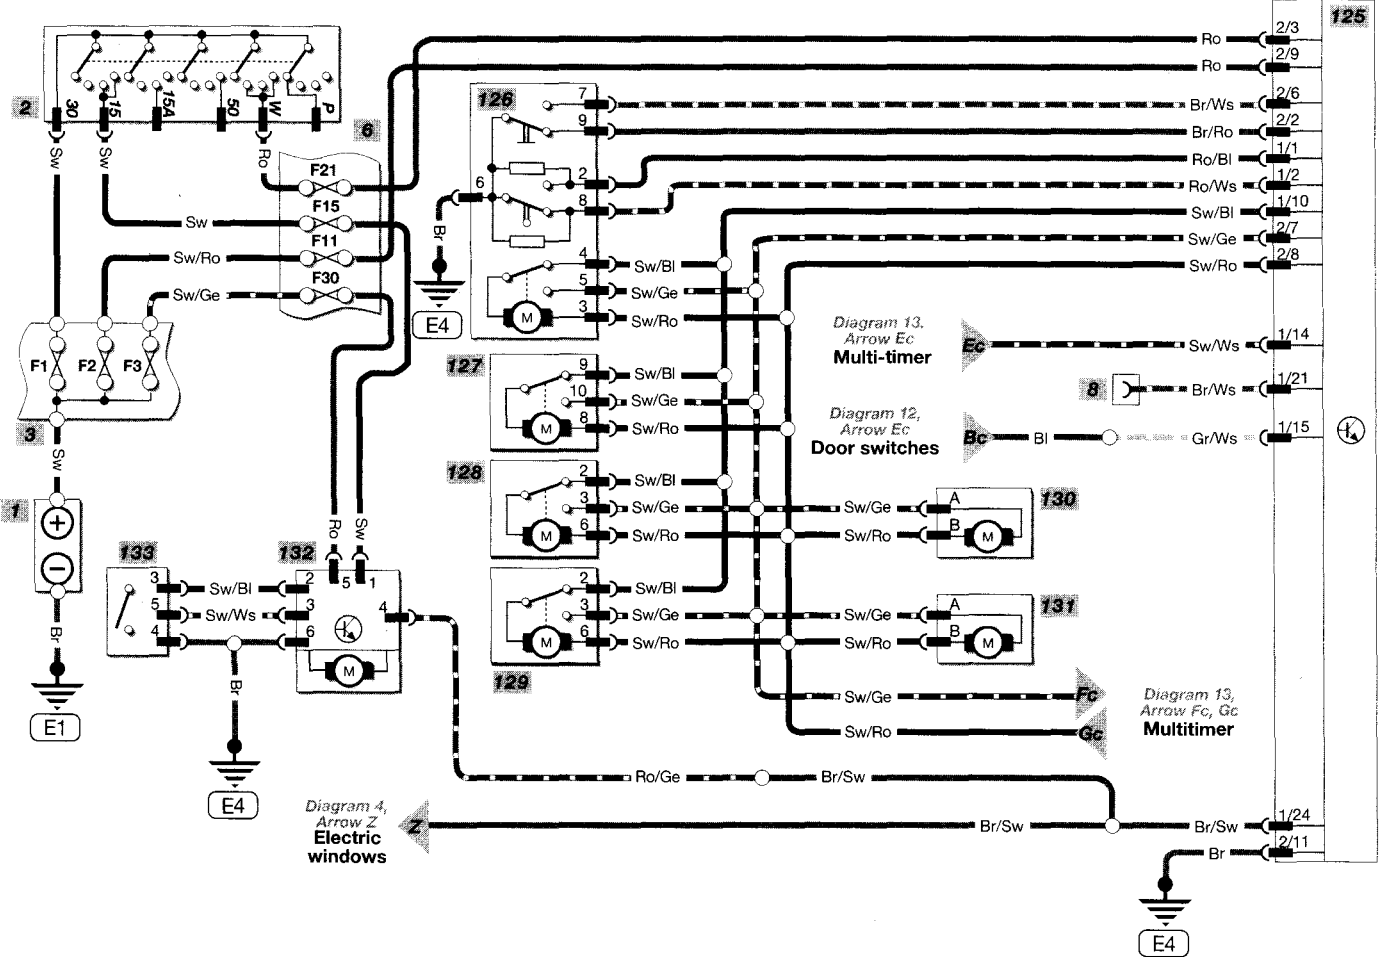 125
2/3
Ro
2/9
Ro
2
30
15
15A
50
W
P
6
126
7
Br/Ws
2/6
9
Br/Ro
2/2
Ro/Bl
1/1
2
Ro/Ws
1/2
8
Sw/Bl
1/10
Sw/Ge
2/7
Sw/Ro
2/8
Sw
Sw
Ro
F21
F15
Sw
F11
Sw/Ro
F30
Sw/Ge
6
Br
E4
4
Sw/Bl
5
Sw/Ge
3
Sw/Ro
M
Diagram 13.
Arrow Ec
Multi-timer
Ec
Sw/Ws
1/14
F1
F2
F3
3
127
9
Sw/Bl
10
Sw/Ge
8
Sw/Ro
M
8
Br/Ws
1/21
Diagram 12,
Arrow Ec
Door switches
Bc
Bl
Gr/Ws
1/15
Sw
1
+
−
Br
E1
128
2
Sw/Bl
3
Sw/Ge
6
Sw/Ro
M
Sw/Ge
A
130
Sw/Ro
B
M
Ro
Sw
133
132
3
Sw/Bl
2
5
1
5
Sw/Ws
3
4
4
6
M
Br
E4
129
2
Sw/Bl
3
Sw/Ge
6
Sw/Ro
M
Sw/Ge
A
131
Sw/Ro
B
M
Sw/Ge
Fc
Sw/Ro
Gc
Diagram 13,
Arrow Fc, Gc
Multitimer
Ro/Ge
Br/Sw
Diagram 4,
Arrow Z
Electric
windows
Z
Br/Sw
Br/Sw
1/24
Br
2/11
E4